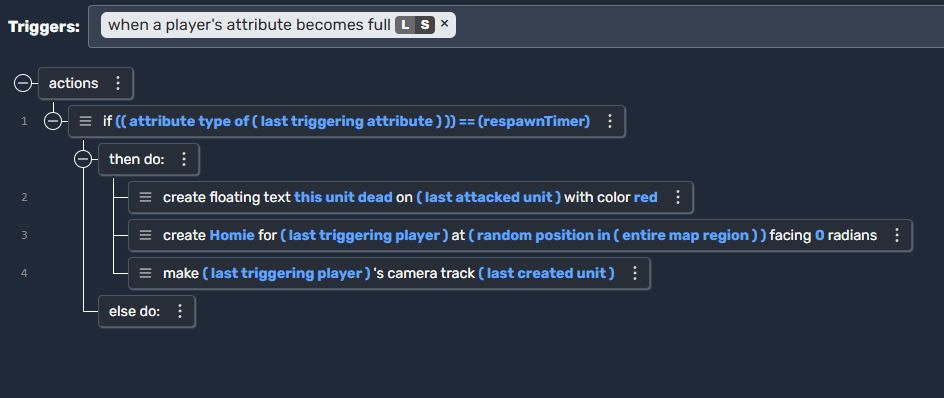 Triggers: when a player's attribute becomes full L S ×
actions
1 if (( attribute type of ( last triggering attribute ) )) == (respawnTimer)
then do:
2 create floating text this unit dead on ( last attacked unit ) with color red
3 create Homie for ( last triggering player ) at ( random position in ( entire map region ) ) facing 0 radians
4 make ( last triggering player ) 's camera track ( last created unit )
else do: